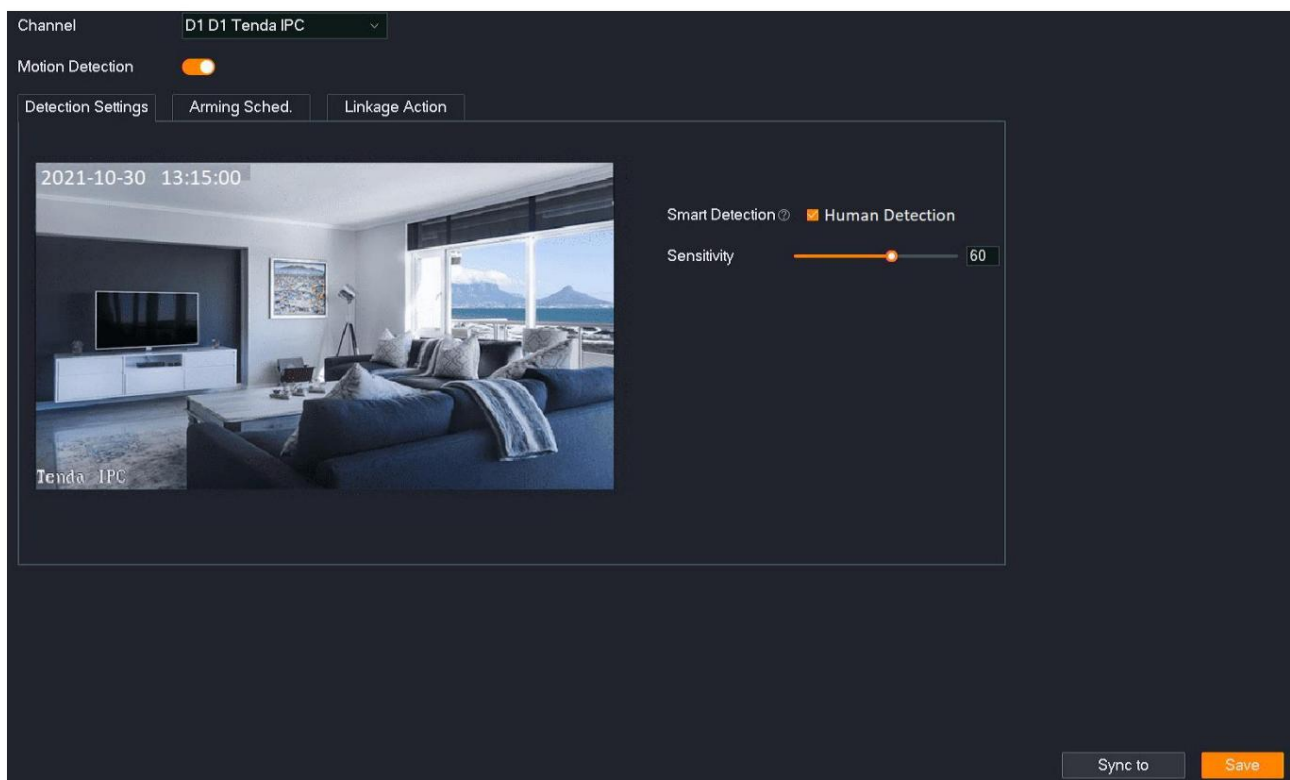 Channel D1 D1 Tenda IPC
Motion Detection
Detection Settings Arming Sched. Linkage Action
2021-10-30 13:15:00
Smart Detection ? Human Detection
Sensitivity 60
Tenda IPC
Sync to Save